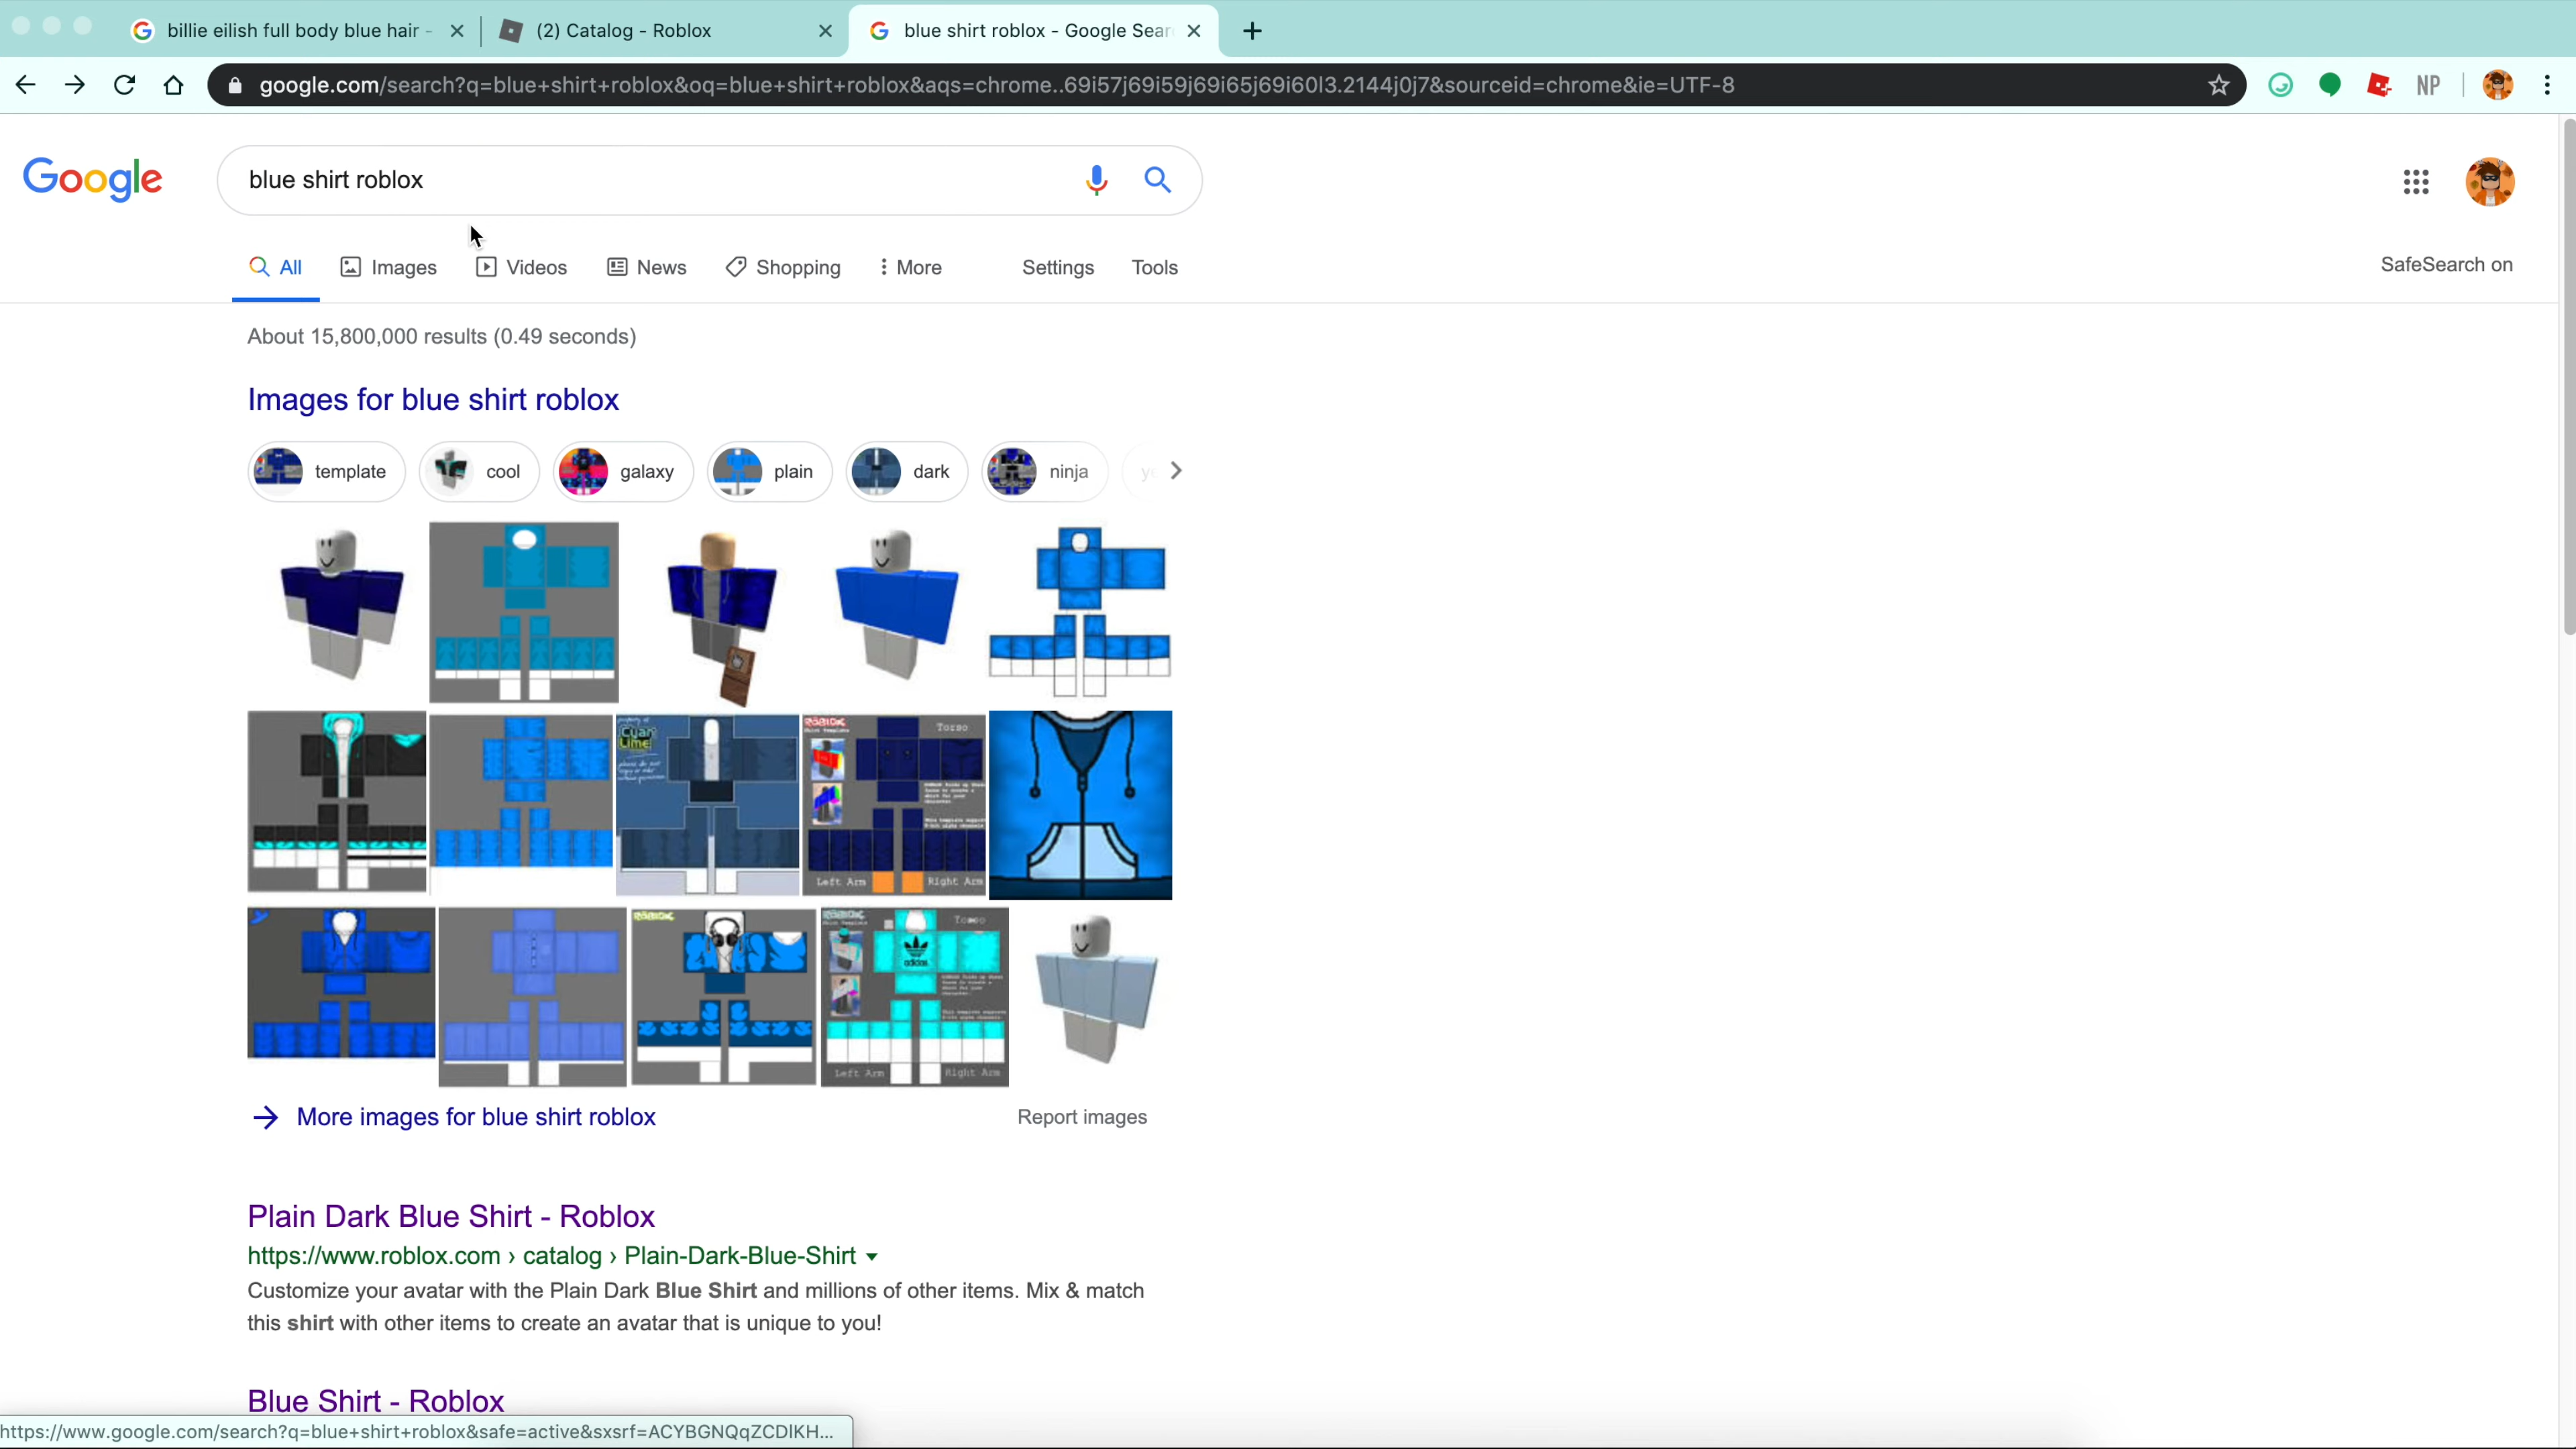 billie eilish full body blue hair -
(2) Catalog - Roblox
blue shirt roblox - Google Sear
google.com/search?q=blue+shirt+roblox&oq=blue+shirt+roblox&aqs=chrome..69i57j69i59j69i65j69i60l3.2144j0j7&sourceid=chrome&ie=UTF-8
NP
Google
blue shirt roblox
All
Images
Videos
News
Shopping
More
Settings
Tools
SafeSearch on
About 15,800,000 results (0.49 seconds)
Images for blue shirt roblox
template
cool
galaxy
plain
dark
ninja
Cyan
Lime
ROBLOX
Torso
Left Arm
Right Arm
ROBLOX
ROBLOX
Torso
adidas
Left Arm
Right Arm
More images for blue shirt roblox
Report images
Plain Dark Blue Shirt - Roblox
https://www.roblox.com › catalog › Plain-Dark-Blue-Shirt
Customize your avatar with the Plain Dark Blue Shirt and millions of other items. Mix & match
this shirt with other items to create an avatar that is unique to you!
Blue Shirt - Roblox
https://www.google.com/search?q=blue+shirt+roblox&safe=active&sxsrf=ACYBGNQqZCDlKH...